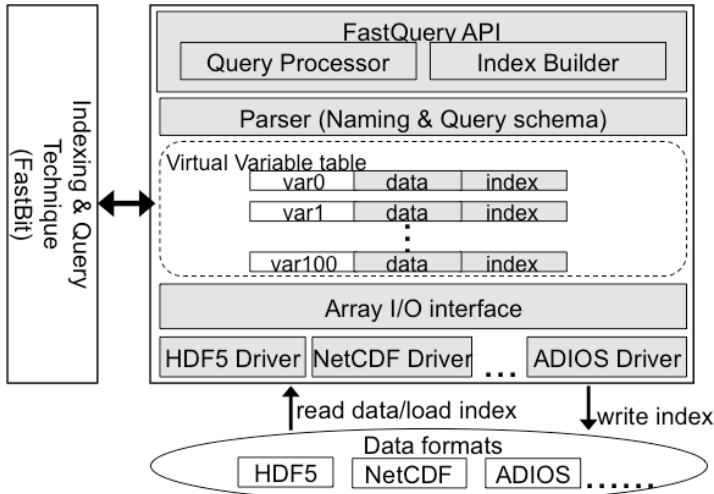 FastQuery API
Query Processor
Index Builder
Indexing & Query
Technique
(FastBit)
Parser (Naming & Query schema)
Virtual Variable table
var0 data index
var1 data index
var100 data index
Array I/O interface
HDF5 Driver NetCDF Driver ... ADIOS Driver
read data/load index
write index
Data formats
HDF5 NetCDF ADIOS ......